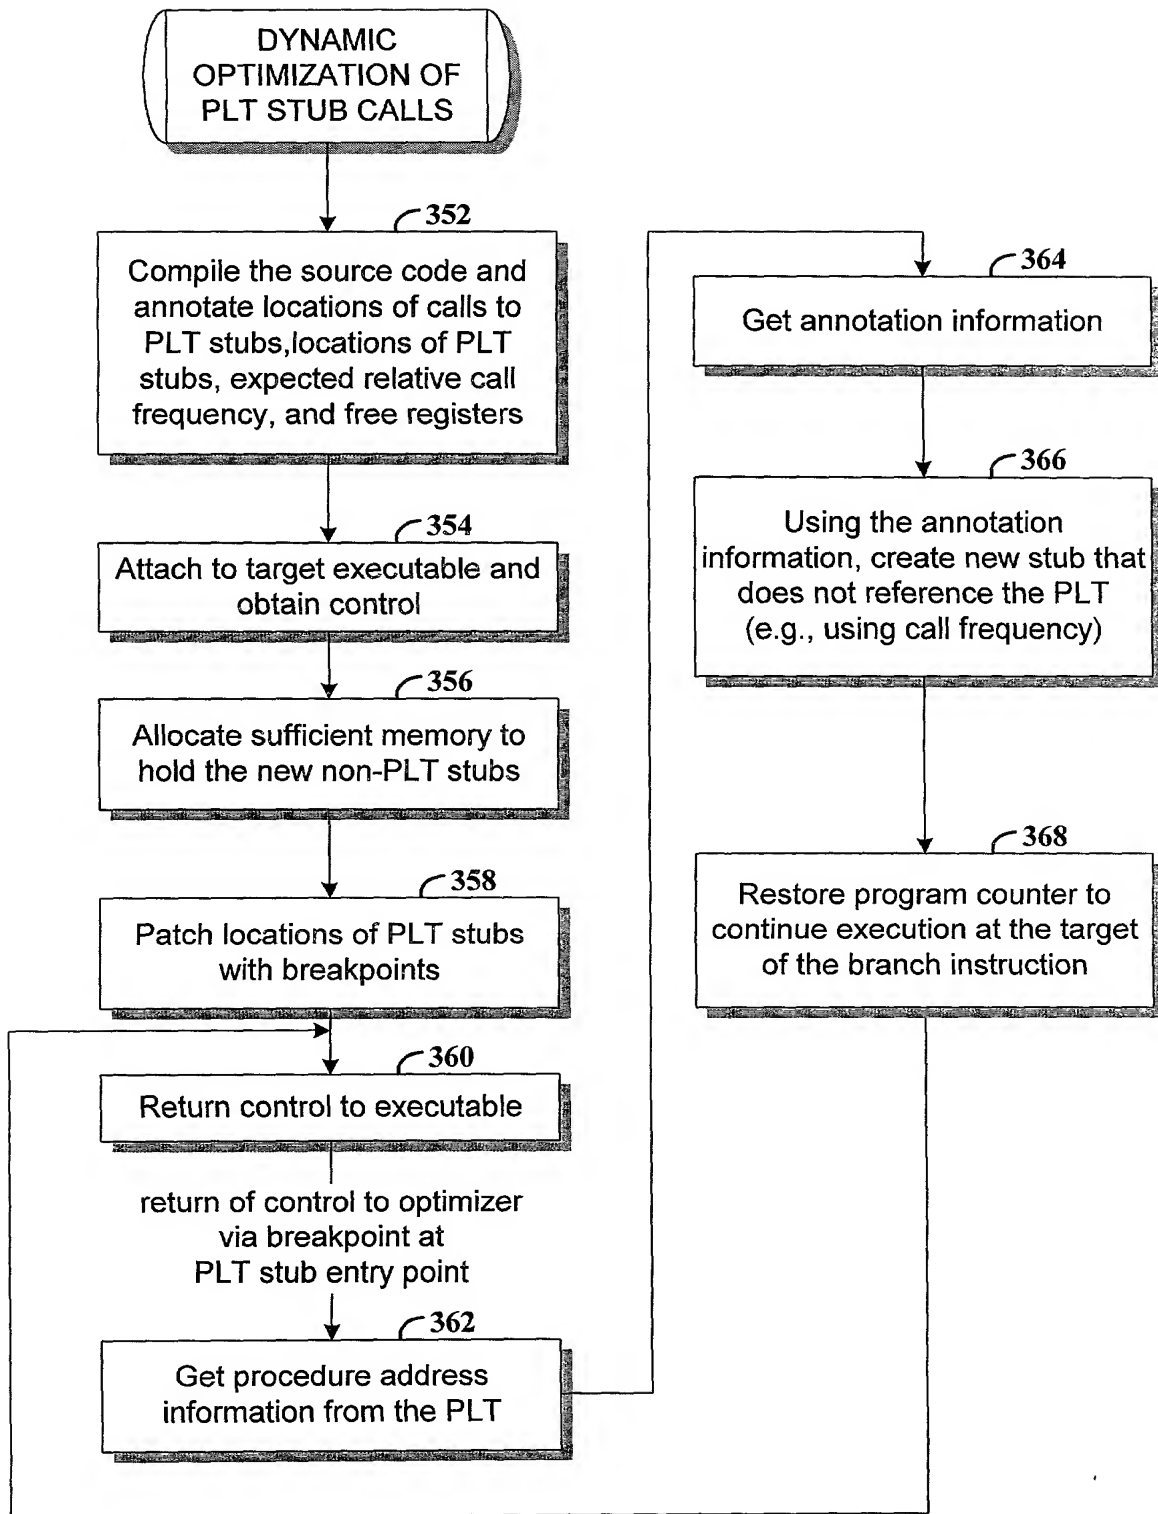 DYNAMIC
OPTIMIZATION OF
PLT STUB CALLS
352
Compile the source code and
annotate locations of calls to
PLT stubs,locations of PLT
stubs, expected relative call
frequency, and free registers
354
Attach to target executable and
obtain control
356
Allocate sufficient memory to
hold the new non-PLT stubs
358
Patch locations of PLT stubs
with breakpoints
360
Return control to executable
return of control to optimizer
via breakpoint at
PLT stub entry point
362
Get procedure address
information from the PLT
364
Get annotation information
366
Using the annotation
information, create new stub that
does not reference the PLT
(e.g., using call frequency)
368
Restore program counter to
continue execution at the target
of the branch instruction